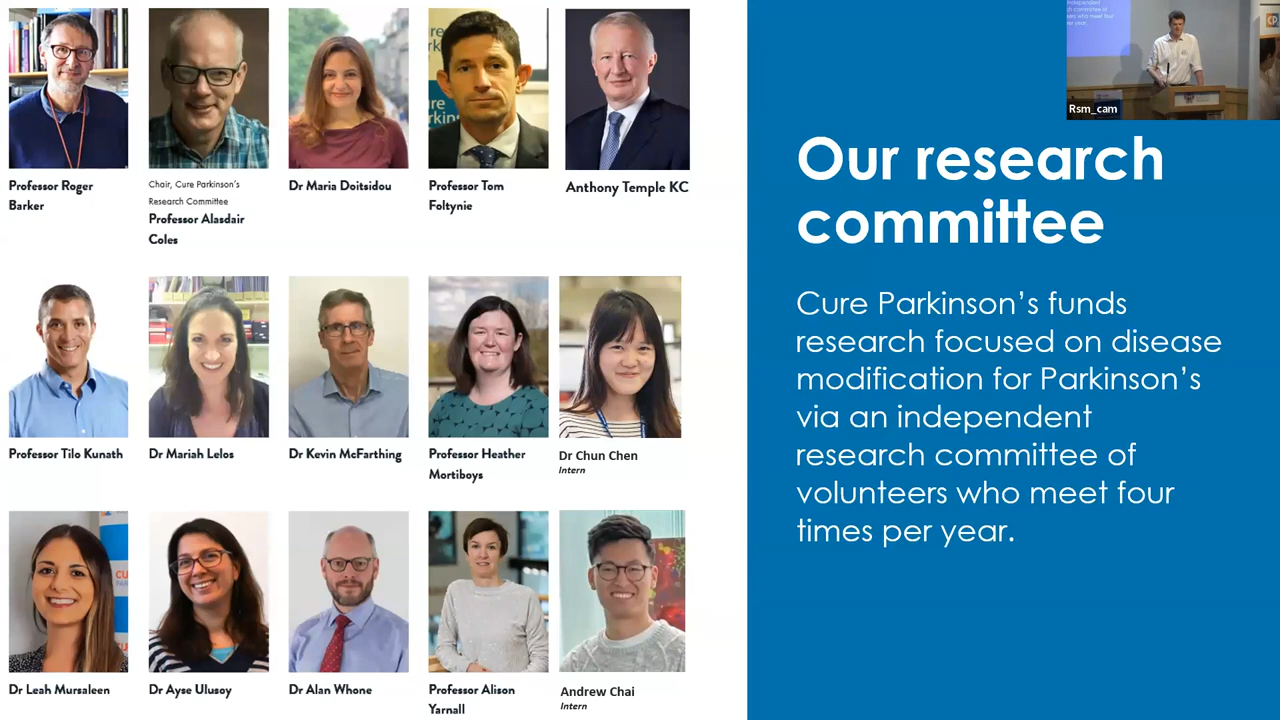 Professor Roger
Barker
Chair, Cure Parkinson's
Research Committee
Professor Alasdair
Coles
Dr Maria Doitsidou
Professor Tom
Foltynie
Anthony Temple KC
Professor Tilo Kunath
Dr Mariah Lelos
Dr Kevin McFarthing
Professor Heather
Mortiboys
Dr Chun Chen
Intern
Dr Leah Mursaleen
Dr Ayse Ulusoy
Dr Alan Whone
Professor Alison
Yarnall
Andrew Chai
Intern
Rsm_cam
Our research
committee
Cure Parkinson's funds
research focused on disease
modification for Parkinson's
via an independent
research committee of
volunteers who meet four
times per year.